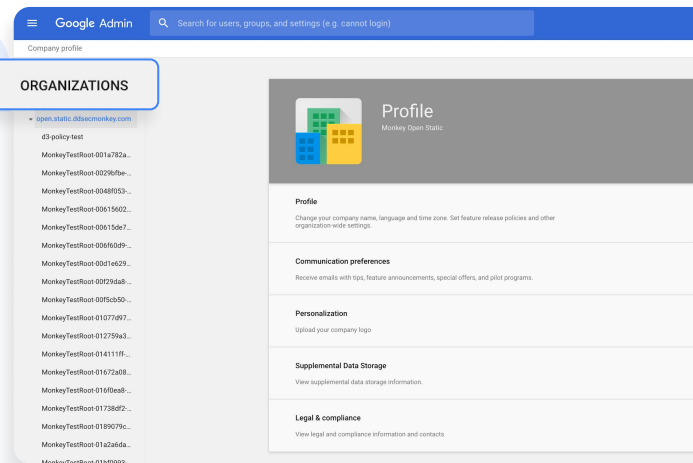 Google Admin
Search for users, groups, and settings (e.g. cannot login)
Company profile
ORGANIZATIONS
open.static.ddsecmonkey.com
d3-policy-test
MonkeyTestRoot-001a782a...
MonkeyTestRoot-0029bfbe-...
MonkeyTestRoot-0048f053-...
MonkeyTestRoot-00615602...
MonkeyTestRoot-00615de7...
MonkeyTestRoot-006f60d9-...
MonkeyTestRoot-00d1e629...
MonkeyTestRoot-00f29da8-...
MonkeyTestRoot-00f5cb50-...
MonkeyTestRoot-01077d97...
MonkeyTestRoot-012759a3...
MonkeyTestRoot-014111ff-...
MonkeyTestRoot-01672a08...
MonkeyTestRoot-016f0ea8-...
MonkeyTestRoot-01738df2-...
MonkeyTestRoot-0189079c...
MonkeyTestRoot-01a2a6da...
Profile
Monkey Open Static
Profile
Change your company name, language and time zone. Set feature release policies and other
organization-wide settings.
Communication preferences
Receive emails with tips, feature announcements, special offers, and pilot programs.
Personalization
Upload your company logo
Supplemental Data Storage
View supplemental data storage information.
Legal & compliance
View legal and compliance information and contacts